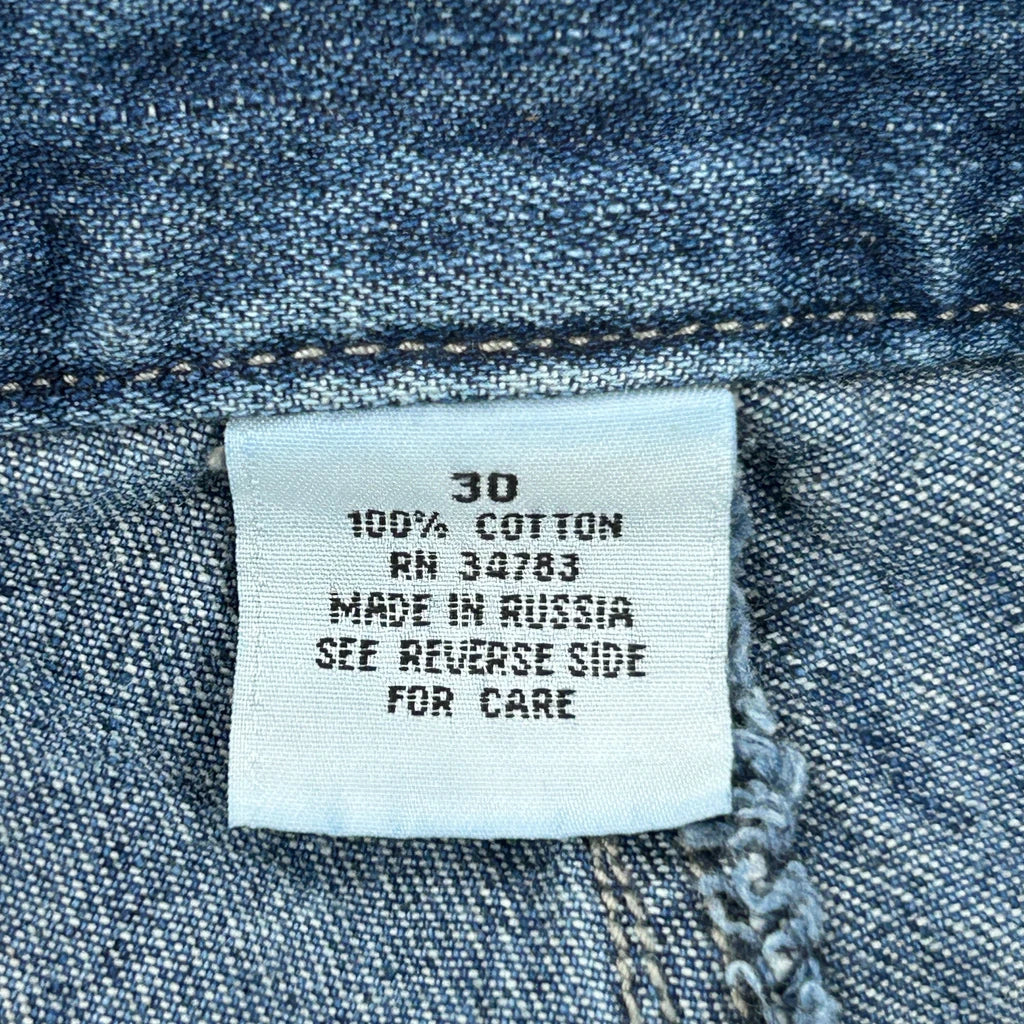 30
100% COTTON
RN 34783
MADE IN RUSSIA
SEE REVERSE SIDE
FOR CARE